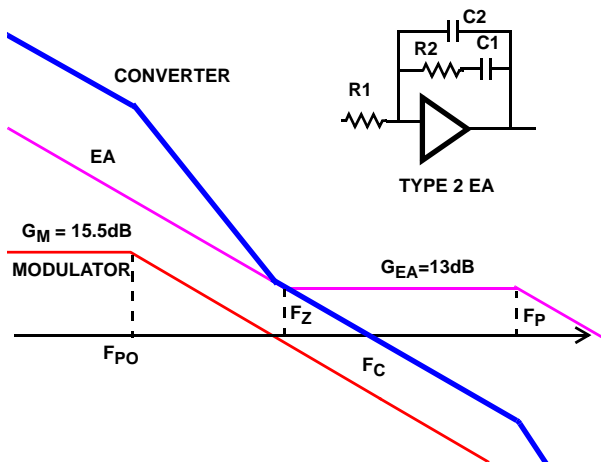 C2
R2
C1
CONVERTER
R1
EA
TYPE 2 EA
GM = 15.5dB
MODULATOR
GEA=13dB
FZ
FP
FPO
FC